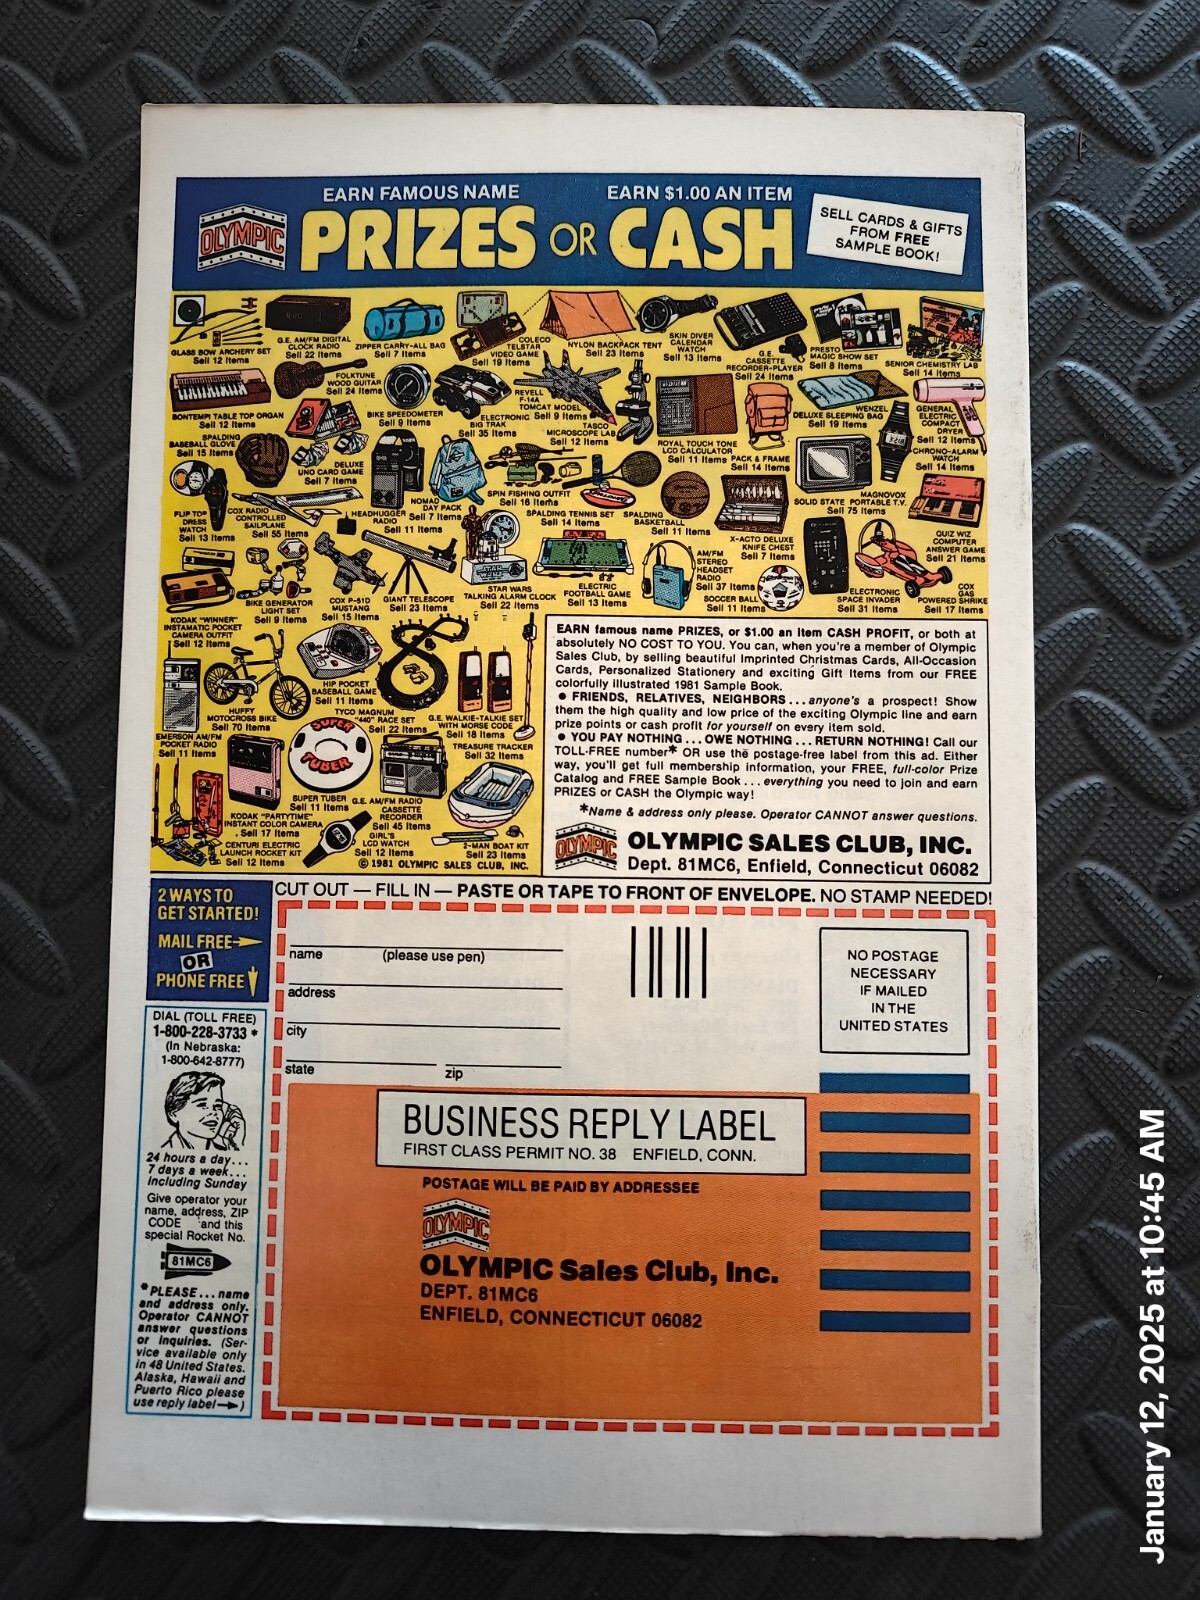 EARN FAMOUS NAME
EARN $1.00 AN ITEM
OLYMPIC
PRIZES OR CASH
SELL CARDS & GIFTS
FROM FREE
SAMPLE BOOK!
GLASS BOW ARCHERY SET
Sell 12 Items
G.E. AM/FM DIGITAL
CLOCK RADIO
Sell 22 Items
ZIPPER CARRY-ALL BAG
Sell 7 Items
COLECO
TELSTAR
VIDEO GAME
Sell 19 Items
NYLON BACKPACK TENT
Sell 23 Items
SKIN DIVER
CALENDAR
WATCH
Sell 13 Items
G.E.
CASSETTE
RECORDER-PLAYER
Sell 24 Items
PRESTO
MAGIC SHOW SET
Sell 8 Items
SENIOR CHEMISTRY LAB
Sell 14 Items
BONTEMPI TABLE TOP ORGAN
Sell 12 Items
FOLKTUNE
WOOD GUITAR
Sell 24 Items
BIKE SPEEDOMETER
Sell 9 Items
ELECTRONIC
BIG TRAK
Sell 35 Items
REVELL
F-14A
TOMCAT MODEL
Sell 9 Items
TASCO
MICROSCOPE LAB
Sell 12 Items
ROYAL TOUCH TONE
LCD CALCULATOR
Sell 11 Items
PACK & FRAME
Sell 14 Items
WENZEL
DELUXE SLEEPING BAG
Sell 19 Items
GENERAL
ELECTRIC
COMPACT
DRYER
Sell 12 Items
SPALDING
BASEBALL GLOVE
Sell 15 Items
DELUXE
UNO CARD GAME
Sell 7 Items
HEADHUGGER
RADIO
Sell 11 Items
NOMAD
DAY PACK
Sell 7 Items
SPIN FISHING OUTFIT
Sell 16 Items
SPALDING TENNIS SET
Sell 14 Items
SPALDING
BASKETBALL
Sell 11 Items
X-ACTO DELUXE
KNIFE CHEST
Sell 7 Items
SOLID STATE
MAGNOVOX
PORTABLE T.V.
Sell 75 Items
CHRONO-ALARM
WATCH
Sell 14 Items
FLIP TOP
DRESS
WATCH
Sell 13 Items
COX RADIO
CONTROLLED
SAILPLANE
Sell 55 Items
QUIZ WIZ
COMPUTER
ANSWER GAME
Sell 21 Items
KODAK "WINNER"
INSTAMATIC POCKET
CAMERA OUTFIT
Sell 12 Items
BIKE GENERATOR
LIGHT SET
Sell 9 Items
COX P-51D
MUSTANG
Sell 15 Items
GIANT TELESCOPE
Sell 23 Items
STAR WARS
STAR WARS
TALKING ALARM CLOCK
Sell 22 Items
ELECTRIC
FOOTBALL GAME
Sell 13 Items
AM/FM
STEREO
HEADSET
RADIO
Sell 37 Items
SOCCER BALL
Sell 11 Items
ELECTRONIC
SPACE INVADER
Sell 31 Items
COX
GAS
POWERED SHRIKE
Sell 17 Items
EMERSON AM/FM
POCKET RADIO
Sell 11 Items
HUFFY
MOTOCROSS BIKE
Sell 70 Items
HIP POCKET
BASEBALL GAME
Sell 11 Items
TYCO MAGNUM
"440" RACE SET
Sell 22 Items
G.E. WALKIE-TALKIE SET
WITH MORSE CODE
Sell 18 Items
TREASURE TRACKER
Sell 32 Items
SUPER
TUBER
SUPER TUBER
Sell 11 Items
KODAK "PARTYTIME"
INSTANT COLOR CAMERA
Sell 17 Items
G.E. AM/FM RADIO
CASSETTE
RECORDER
Sell 45 Items
CENTURI ELECTRIC
LAUNCH ROCKET KIT
Sell 12 Items
GIRL'S
LCD WATCH
Sell 12 Items
2-MAN BOAT KIT
Sell 23 Items
© 1981 OLYMPIC SALES CLUB, INC.
EARN famous name PRIZES, or $1.00 an item CASH PROFIT, or both at
absolutely NO COST TO YOU. You can, when you're a member of Olympic
Sales Club, by selling beautiful Imprinted Christmas Cards, All-Occasion
Cards, Personalized Stationery and exciting Gift Items from our FREE
colorfully illustrated 1981 Sample Book.
● FRIENDS, RELATIVES, NEIGHBORS...anyone's a prospect! Show
them the high quality and low price of the exciting Olympic line and earn
prize points or cash profit for yourself on every item sold.
● YOU PAY NOTHING...OWE NOTHING...RETURN NOTHING! Call our
TOLL-FREE number* OR use the postage-free label from this ad. Either
way, you'll get full membership information, your FREE, full-color Prize
Catalog and FREE Sample Book...everything you need to join and earn
PRIZES or CASH the Olympic way!
*Name & address only please. Operator CANNOT answer questions.
OLYMPIC
OLYMPIC SALES CLUB, INC.
Dept. 81MC6, Enfield, Connecticut 06082
2 WAYS TO
GET STARTED!
MAIL FREE
OR
PHONE FREE
CUT OUT — FILL IN — PASTE OR TAPE TO FRONT OF ENVELOPE. NO STAMP NEEDED!
name (please use pen)
address
city
state zip
NO POSTAGE
NECESSARY
IF MAILED
IN THE
UNITED STATES
DIAL (TOLL FREE)
1-800-228-3733 *
(In Nebraska:
1-800-642-8777)
24 hours a day...
7 days a week...
including Sunday
Give operator your
name, address, ZIP
CODE and this
special Rocket No.
81MC6
*PLEASE...name
and address only.
Operator CANNOT
answer questions
or inquiries. (Ser-
vice available only
in 48 United States.
Alaska, Hawaii and
Puerto Rico please
use reply label→)
BUSINESS REPLY LABEL
FIRST CLASS PERMIT NO. 38 ENFIELD, CONN.
POSTAGE WILL BE PAID BY ADDRESSEE
OLYMPIC
OLYMPIC Sales Club, Inc.
DEPT. 81MC6
ENFIELD, CONNECTICUT 06082
January 12, 2025 at 10:45 AM